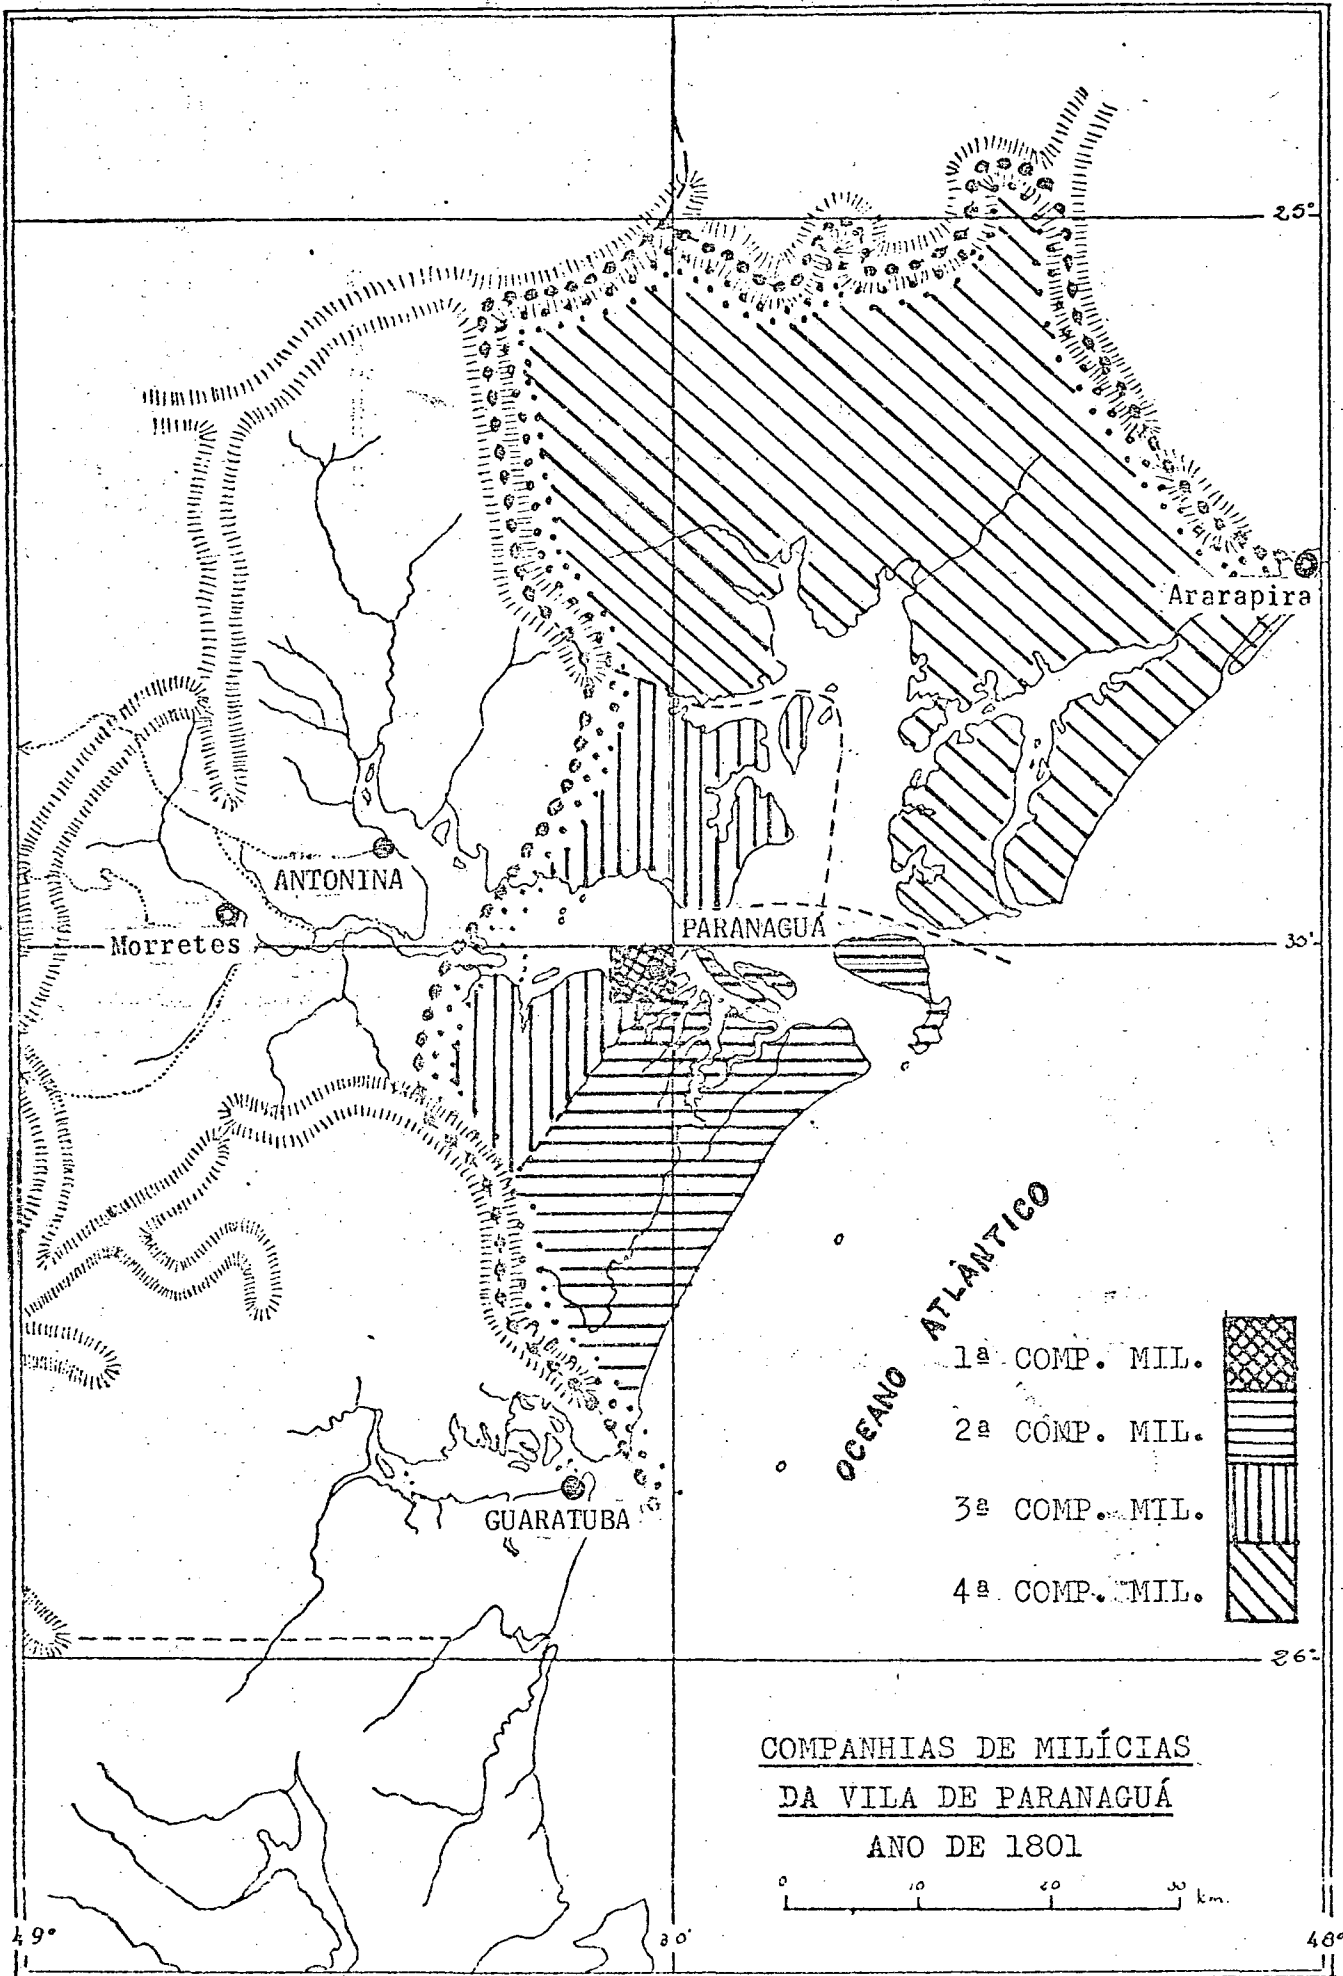 25°
Ararapira
ANTONINA
PARANAGUÁ
Morretes
30'
OCEANO ATLÂNTICO
1ª COMP. MIL.
2ª COMP. MIL.
3ª COMP. MIL.
4ª COMP. MIL.
GUARATUBA
26°
COMPANHIAS DE MILÍCIAS
DA VILA DE PARANAGUÁ
ANO DE 1801
0 10 20 30 km.
49° 30' 48°